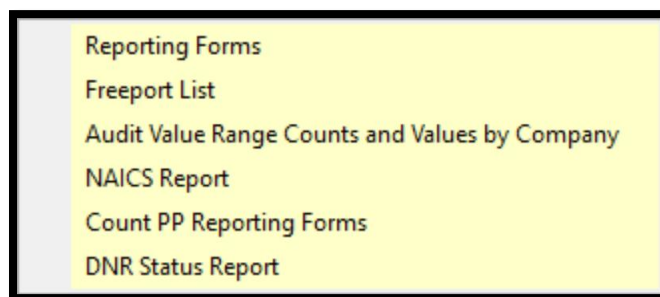 Reporting Forms
Freeport List
Audit Value Range Counts and Values by Company
NAICS Report
Count PP Reporting Forms
DNR Status Report